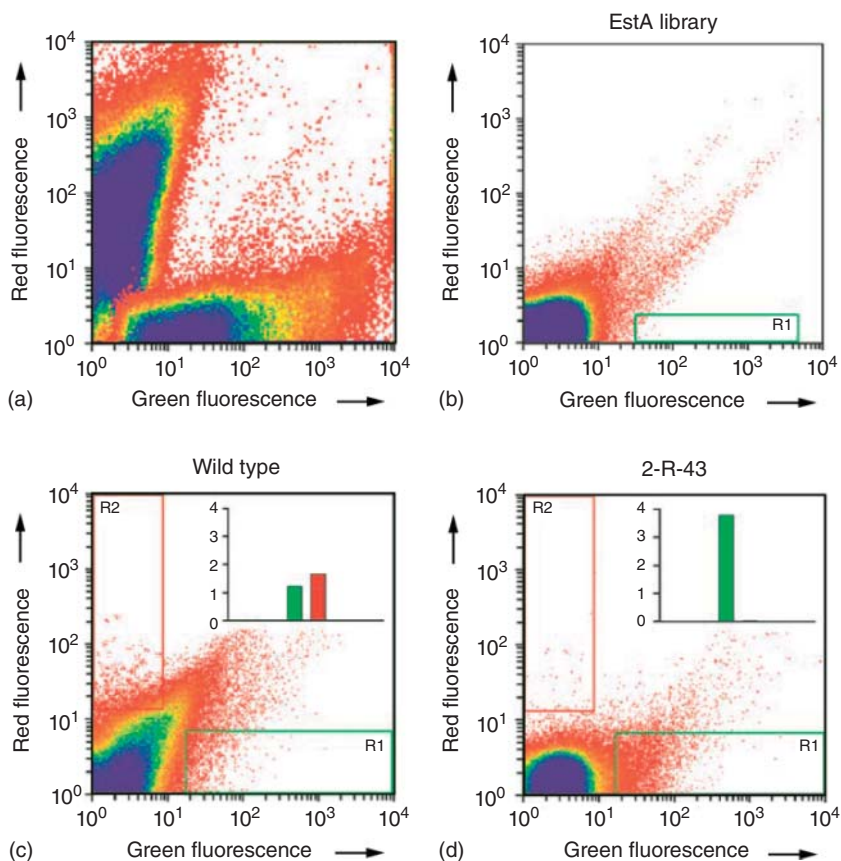 EstA library
10^4
10^3
10^2
10^1
10^0
Red fluorescence
10^0 10^1 10^2 10^3 10^4
(a) Green fluorescence
10^4
10^3
10^2
10^1
10^0
Red fluorescence
R1
10^0 10^1 10^2 10^3 10^4
(b) Green fluorescence
Wild type
10^4
10^3
10^2
10^1
10^0
Red fluorescence
R2
4
3
2
1
0
R1
10^0 10^1 10^2 10^3 10^4
(c) Green fluorescence
2-R-43
10^4
10^3
10^2
10^1
10^0
Red fluorescence
R2
4
3
2
1
0
R1
10^0 10^1 10^2 10^3 10^4
(d) Green fluorescence